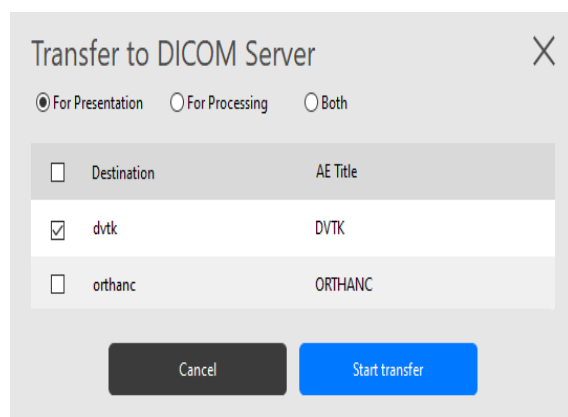 Transfer to DICOM Server
For Presentation For Processing Both
Destination AE Title
dvtk DVTK
orthanc ORTHANC
Cancel Start transfer